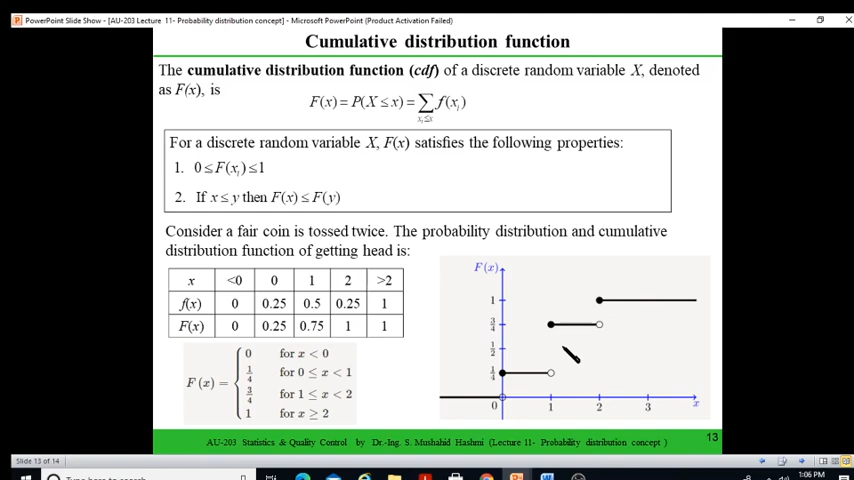 PowerPoint Slide Show - [AU-203 Lecture 11- Probability distribution concept] - Microsoft PowerPoint (Product Activation Failed)
Cumulative distribution function
The cumulative distribution function (cdf) of a discrete random variable X, denoted
as F(x), is
F(x) = P(X ≤ x) = ∑ f(xᵢ)
xᵢ≤x
For a discrete random variable X, F(x) satisfies the following properties:
1. 0 ≤ F(xᵢ) ≤ 1
2. If x ≤ y then F(x) ≤ F(y)
Consider a fair coin is tossed twice. The probability distribution and cumulative
distribution function of getting head is:
x <0 0 1 2 >2
f(x) 0 0.25 0.5 0.25 1
F(x) 0 0.25 0.75 1 1
F (x) =
0 for x < 0
1/4 for 0 ≤ x < 1
3/4 for 1 ≤ x < 2
1 for x ≥ 2
F (x)
1
3/4
1/2
1/4
0 1 2 3 x
AU-203 Statistics & Quality Control by Dr.-Ing. S. Mushahid Hashmi (Lecture 11- Probability distribution concept )
13
Slide 13 of 14
Type here to search
1:06 PM